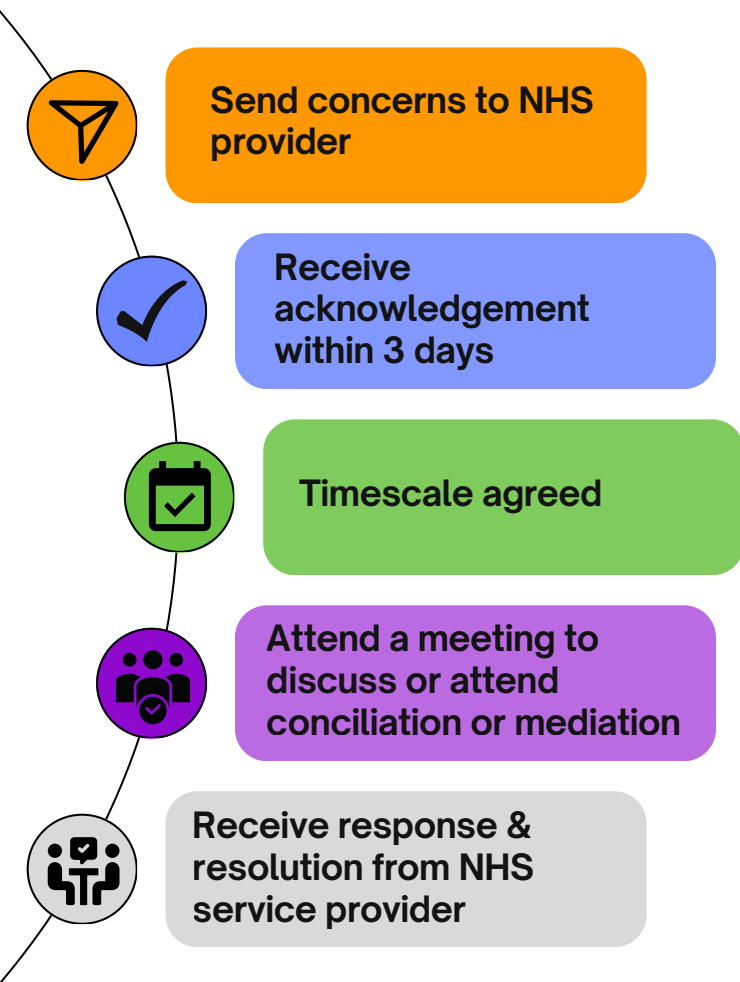 Send concerns to NHS
provider
Receive
acknowledgement
within 3 days
Timescale agreed
Attend a meeting to
discuss or attend
conciliation or mediation
Receive response &
resolution from NHS
service provider